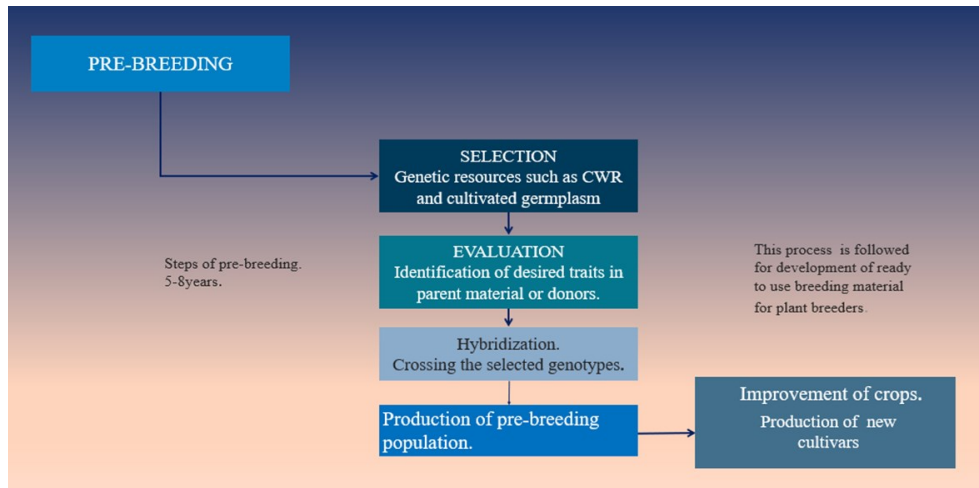 PRE-BREEDING
SELECTION
Genetic resources such as CWR
and cultivated germplasm
EVALUATION
Identification of desired traits in
parent material or donors.
Steps of pre-breeding.
5-8years.
This process is followed
for development of ready
to use breeding material
for plant breeders.
Hybridization.
Crossing the selected genotypes.
Production of pre-breeding
population.
Improvement of crops.
Production of new
cultivars